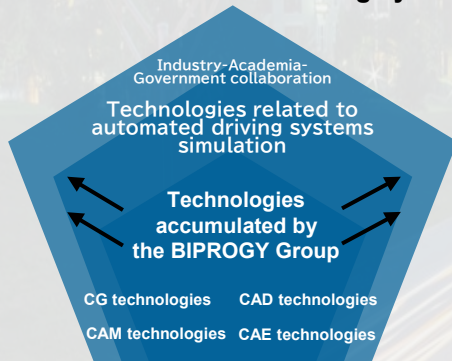 Industry-Academia-
Government collaboration
Technologies related to
automated driving systems
simulation
Technologies
accumulated by
the BIPROGY Group
CG technologies CAD technologies
CAM technologies CAE technologies